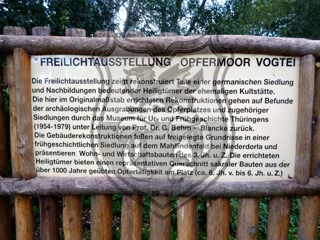 FREILICHTAUSSTELLUNG OPFERMOOR VOGTEI
Die Freilichtausstellung zeigt rekonstruiert Teile einer germanischen Siedlung
und Nachbildungen bedeutender Heiligtümer der ehemaligen Kultstätte.
Die hier im Originalmaßstab errichteten Rekonstruktionen gehen auf Befunde
der archäologischen Ausgrabungen des Opferplatzes und zugehöriger
Siedlungen durch das Museum für Ur- und Frühgeschichte Thüringens
(1954-1979) unter Leitung von Prof. Dr. G. Behm - Blancke zurück.
Die Gebäuderekonstruktionen fußen auf freigelegte Grundrisse in einer
frühgeschichtlichen Siedlung auf dem Mahlhündenfeld bei Niederdorla und
präsentieren Wohn- und Wirtschaftsbauten des 3. Jh. u. Z. Die errichteten
Heiligtümer bieten einen repräsentativen Querschnitt sakraler Bauten aus der
über 1000 Jahre geübten Opfertätigkeit am Platz (ca. 6. Jh. v. bis 6. Jh. u. Z.)